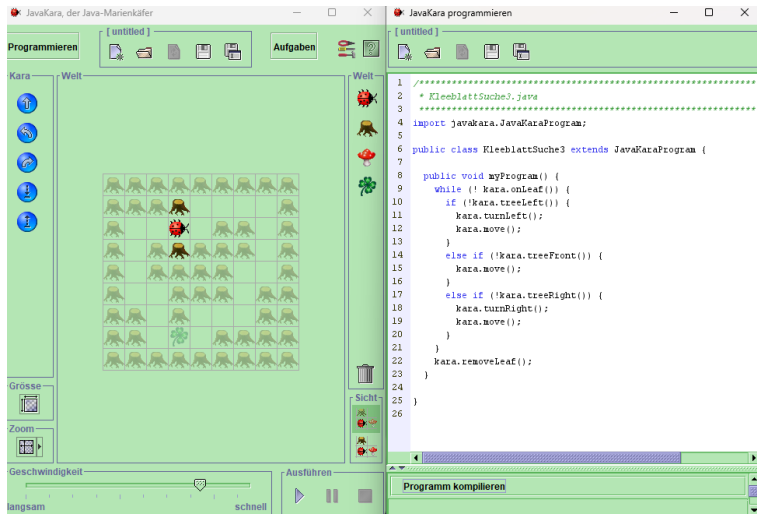 JavaKara, der Java-Marienkäfer
Programmieren
[ untitled ]
Aufgaben
Kara
Welt
Welt
Grösse
Zoom
Sicht
Geschwindigkeit
langsam
schnell
Ausführen
JavaKara programmieren
[ untitled ]
1 /************************************************************
2 * KleeblattSuche3.java
3 ************************************************************
4 import javakara.JavaKaraProgram;
5
6 public class KleeblattSuche3 extends JavaKaraProgram {
7
8 public void myProgram() {
9 while (! kara.onLeaf()) {
10 if (!kara.treeLeft()) {
11 kara.turnLeft();
12 kara.move();
13 }
14 else if (!kara.treeFront()) {
15 kara.move();
16 }
17 else if (!kara.treeRight()) {
18 kara.turnRight();
19 kara.move();
20 }
21 }
22 kara.removeLeaf();
23 }
24
25 }
26
Programm kompilieren